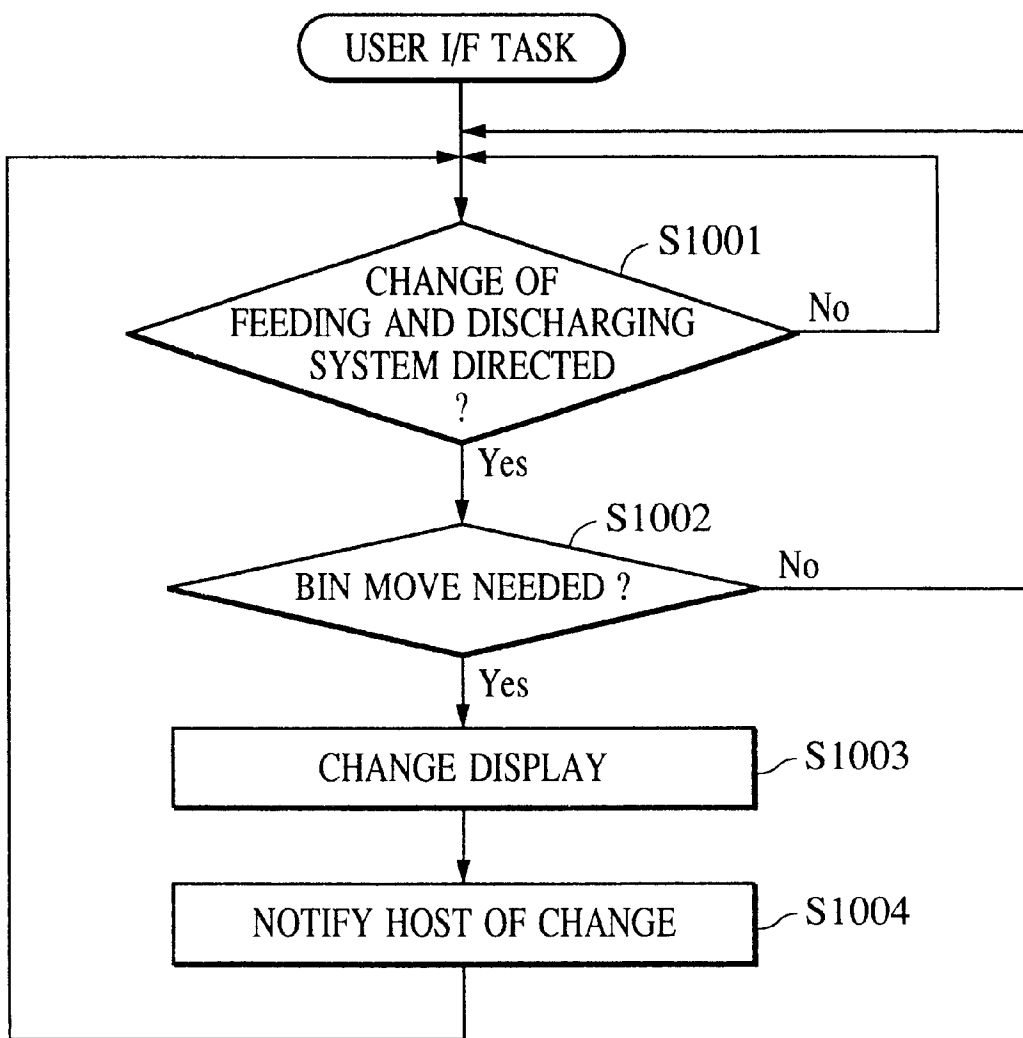 USER I/F TASK
S1001
CHANGE OF
FEEDING AND DISCHARGING
SYSTEM DIRECTED
?
No
Yes
S1002
BIN MOVE NEEDED ?
No
Yes
CHANGE DISPLAY
S1003
NOTIFY HOST OF CHANGE
S1004